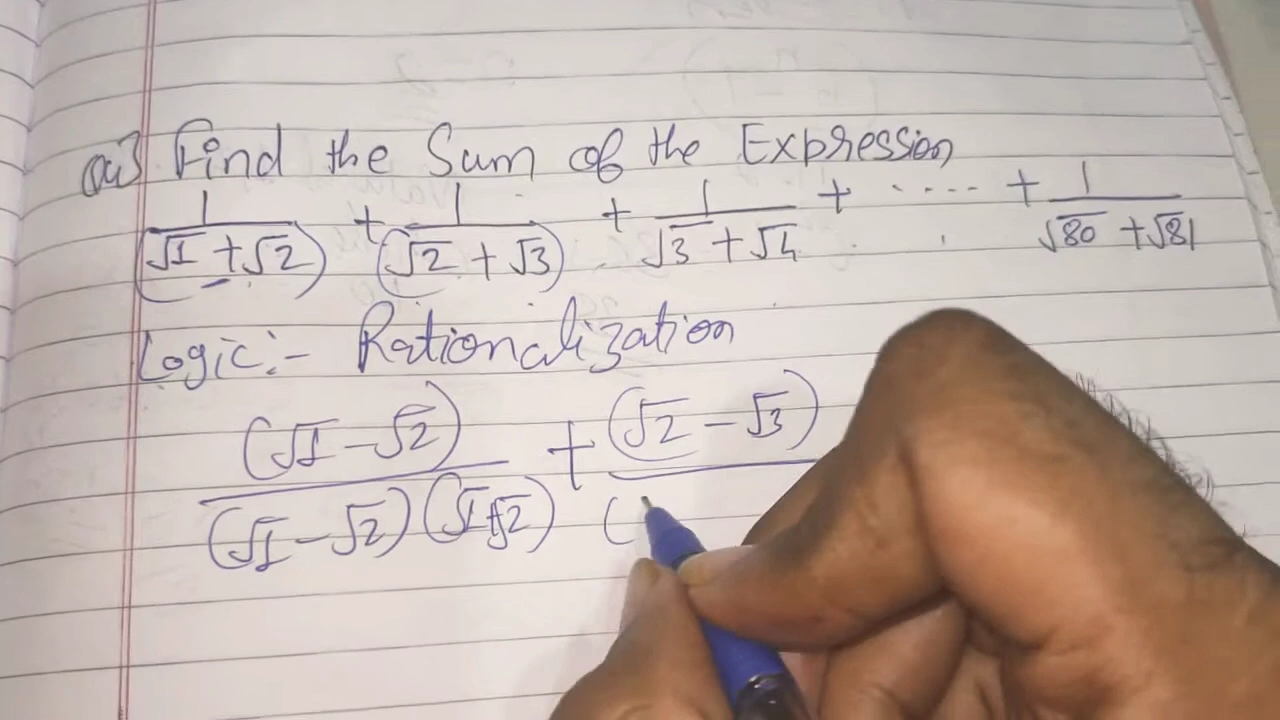 Q3] Find the Sum of the Expression
1/(√1 + √2) + 1/(√2 + √3) + 1/√3 + √4 + ..... + 1/√80 + √81
Logic:- Rationalization
(√1 - √2)/(√1 - √2)(√1+√2) + (√2 - √3)/(